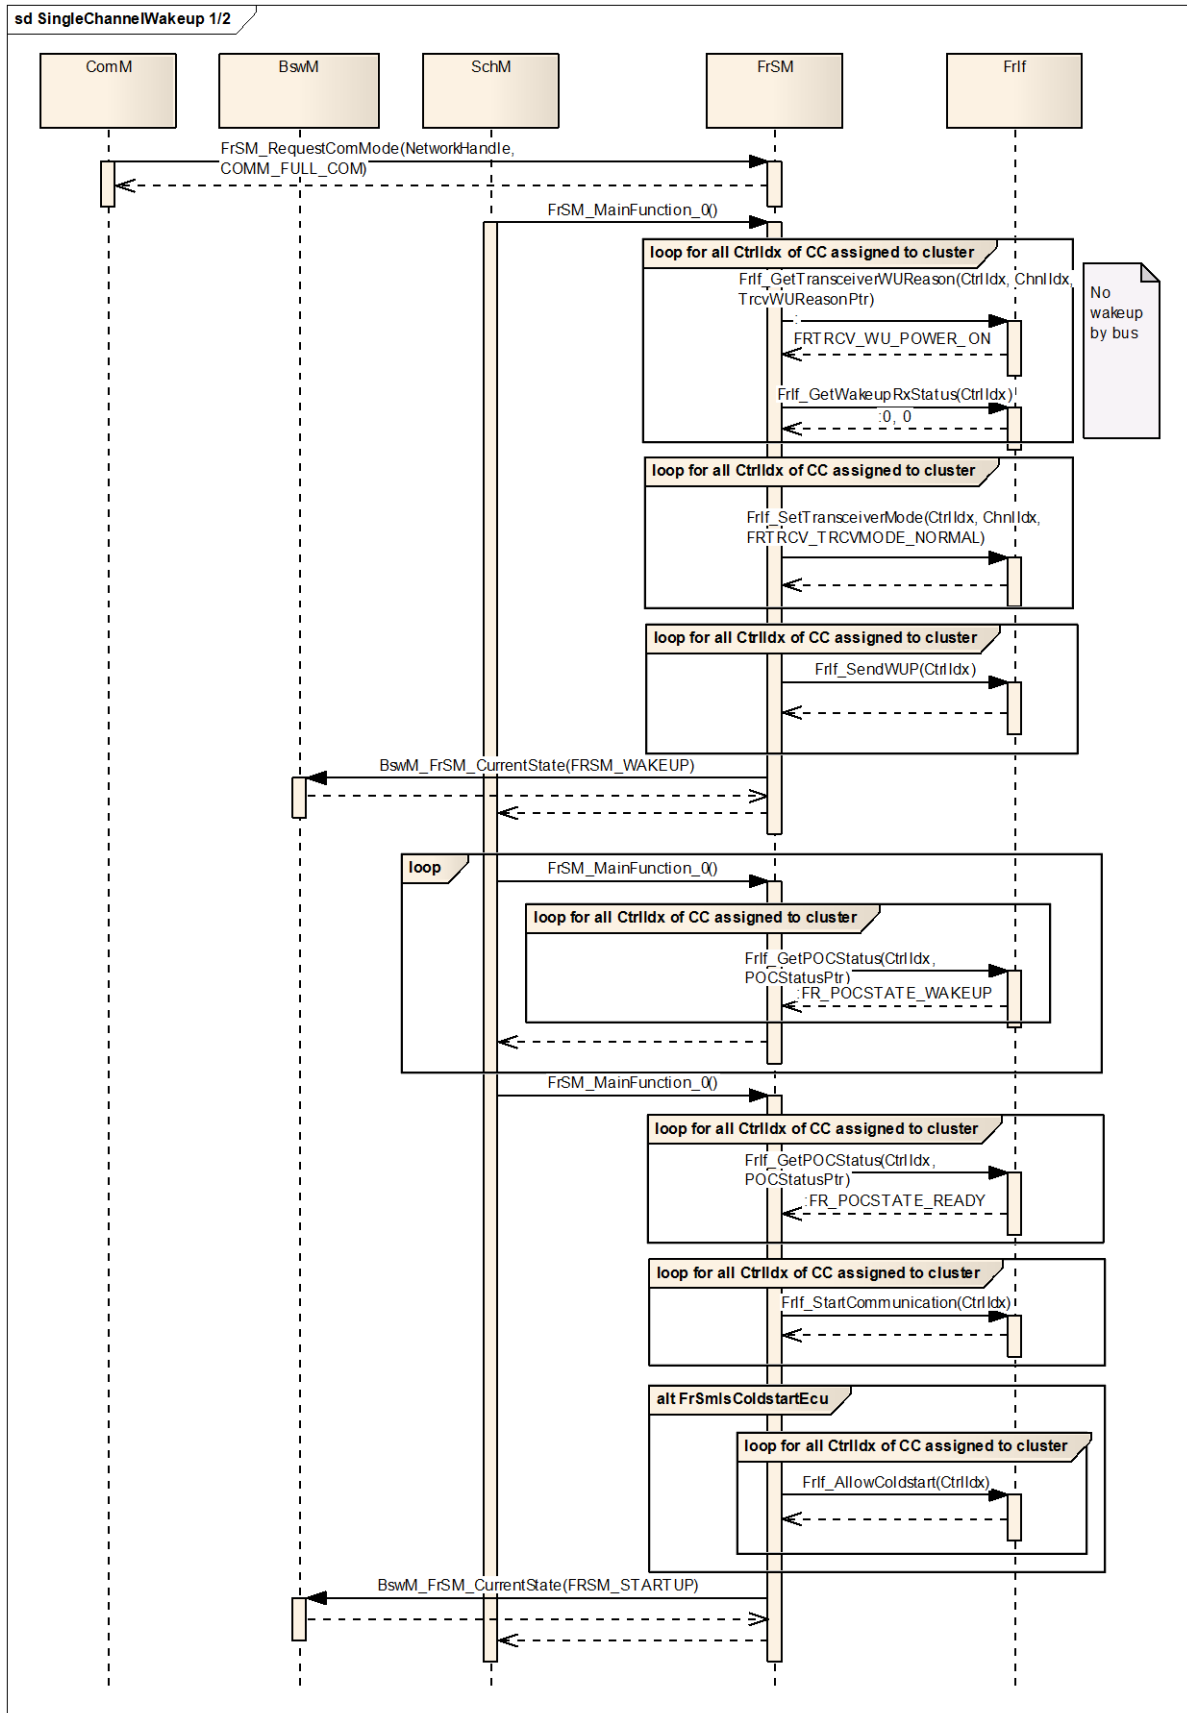 sd SingleChannelWakeup 1/2
ComM
BswM
SchM
FrSM
FrIf
FrSM_RequestComMode(NetworkHandle,
COMM_FULL_COM)
FrSM_MainFunction_0()
loop for all CtrlIdx of CC assigned to cluster
FrIf_GetTransceiverWUReason(CtrlIdx, ChnlIdx,
TrcvWUReasonPtr)
:
FRTRCV_WU_POWER_ON
No
wakeup
by bus
FrIf_GetWakeupRxStatus(CtrlIdx)
:0, 0
loop for all CtrlIdx of CC assigned to cluster
FrIf_SetTransceiverMode(CtrlIdx, ChnlIdx,
FRTRCV_TRCVMODE_NORMAL)
loop for all CtrlIdx of CC assigned to cluster
FrIf_SendWUP(CtrlIdx)
BswM_FrSM_CurrentState(FRSM_WAKEUP)
loop
FrSM_MainFunction_0()
loop for all CtrlIdx of CC assigned to cluster
FrIf_GetPOCStatus(CtrlIdx,
POCStatusPtr)
:FR_POCSTATE_WAKEUP
FrSM_MainFunction_0()
loop for all CtrlIdx of CC assigned to cluster
FrIf_GetPOCStatus(CtrlIdx,
POCStatusPtr)
:FR_POCSTATE_READY
loop for all CtrlIdx of CC assigned to cluster
FrIf_StartCommunication(CtrlIdx)
alt FrSmIsColdstartEcu
loop for all CtrlIdx of CC assigned to cluster
FrIf_AllowColdstart(CtrlIdx)
BswM_FrSM_CurrentState(FRSM_STARTUP)